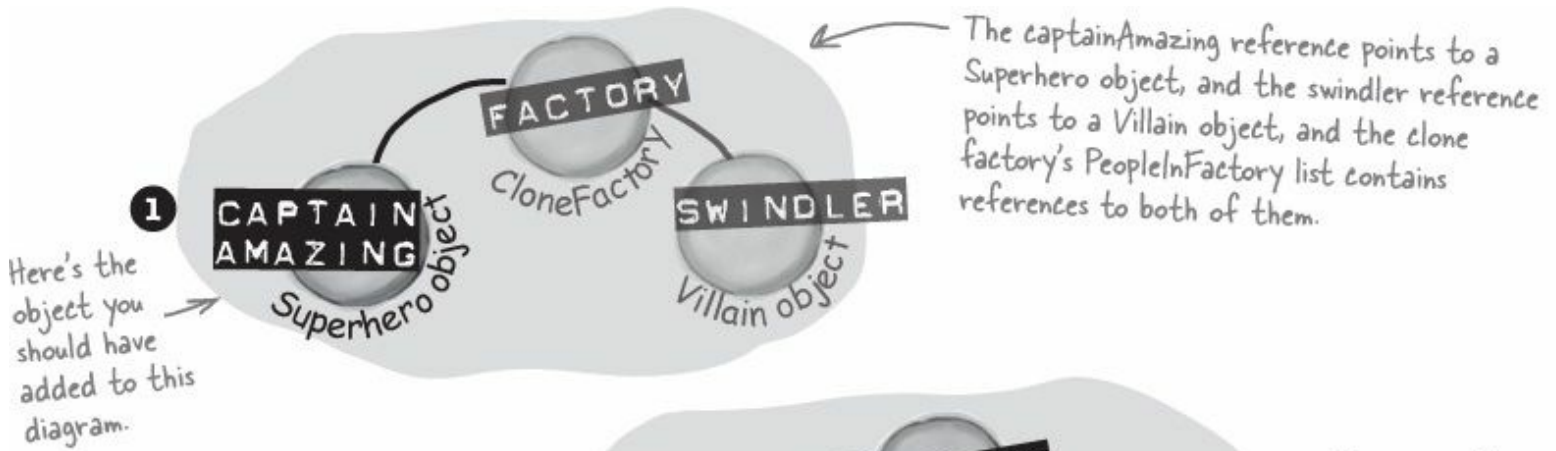 FACTORY
CloneFactory
1
CAPTAIN
AMAZING
Superhero object
SWINDLER
Villain object
The captainAmazing reference points to a
Superhero object, and the swindler reference
points to a Villain object, and the clone
factory's PeopleInFactory list contains
references to both of them.
Here's the
object you
should have
added to this
diagram.